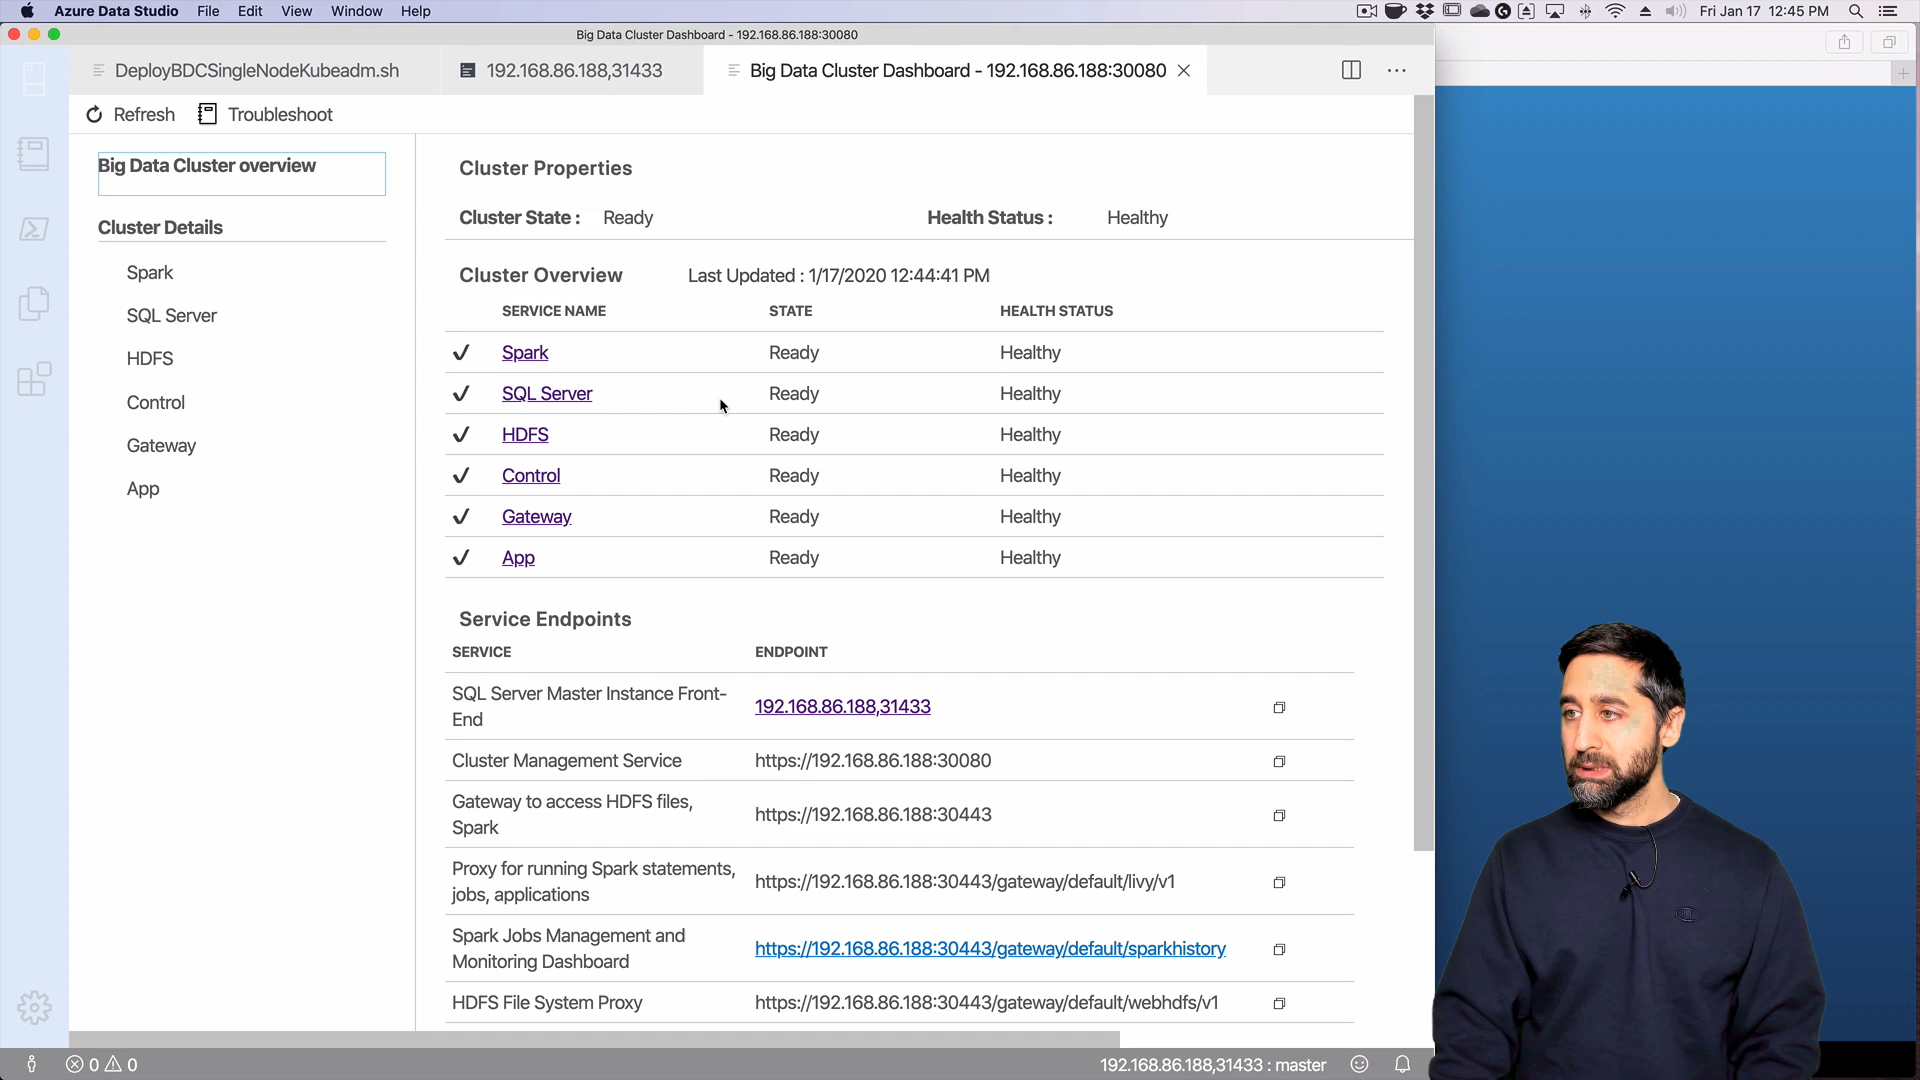 Azure Data Studio File Edit View Window Help
Fri Jan 17 12:45 PM
Big Data Cluster Dashboard - 192.168.86.188:30080
DeployBDCSingleNodeKubeadm.sh
192.168.86.188,31433
Big Data Cluster Dashboard - 192.168.86.188:30080
Refresh
Troubleshoot
Big Data Cluster overview
Cluster Details
Spark
SQL Server
HDFS
Control
Gateway
App
Cluster Properties
Cluster State : Ready
Health Status : Healthy
Cluster Overview
Last Updated : 1/17/2020 12:44:41 PM
SERVICE NAME STATE HEALTH STATUS
Spark Ready Healthy
SQL Server Ready Healthy
HDFS Ready Healthy
Control Ready Healthy
Gateway Ready Healthy
App Ready Healthy
Service Endpoints
SERVICE ENDPOINT
SQL Server Master Instance Front-
End
192.168.86.188,31433
Cluster Management Service
https://192.168.86.188:30080
Gateway to access HDFS files,
Spark
https://192.168.86.188:30443
Proxy for running Spark statements,
jobs, applications
https://192.168.86.188:30443/gateway/default/livy/v1
Spark Jobs Management and
Monitoring Dashboard
https://192.168.86.188:30443/gateway/default/sparkhistory
HDFS File System Proxy
https://192.168.86.188:30443/gateway/default/webhdfs/v1
0 0
192.168.86.188,31433 : master